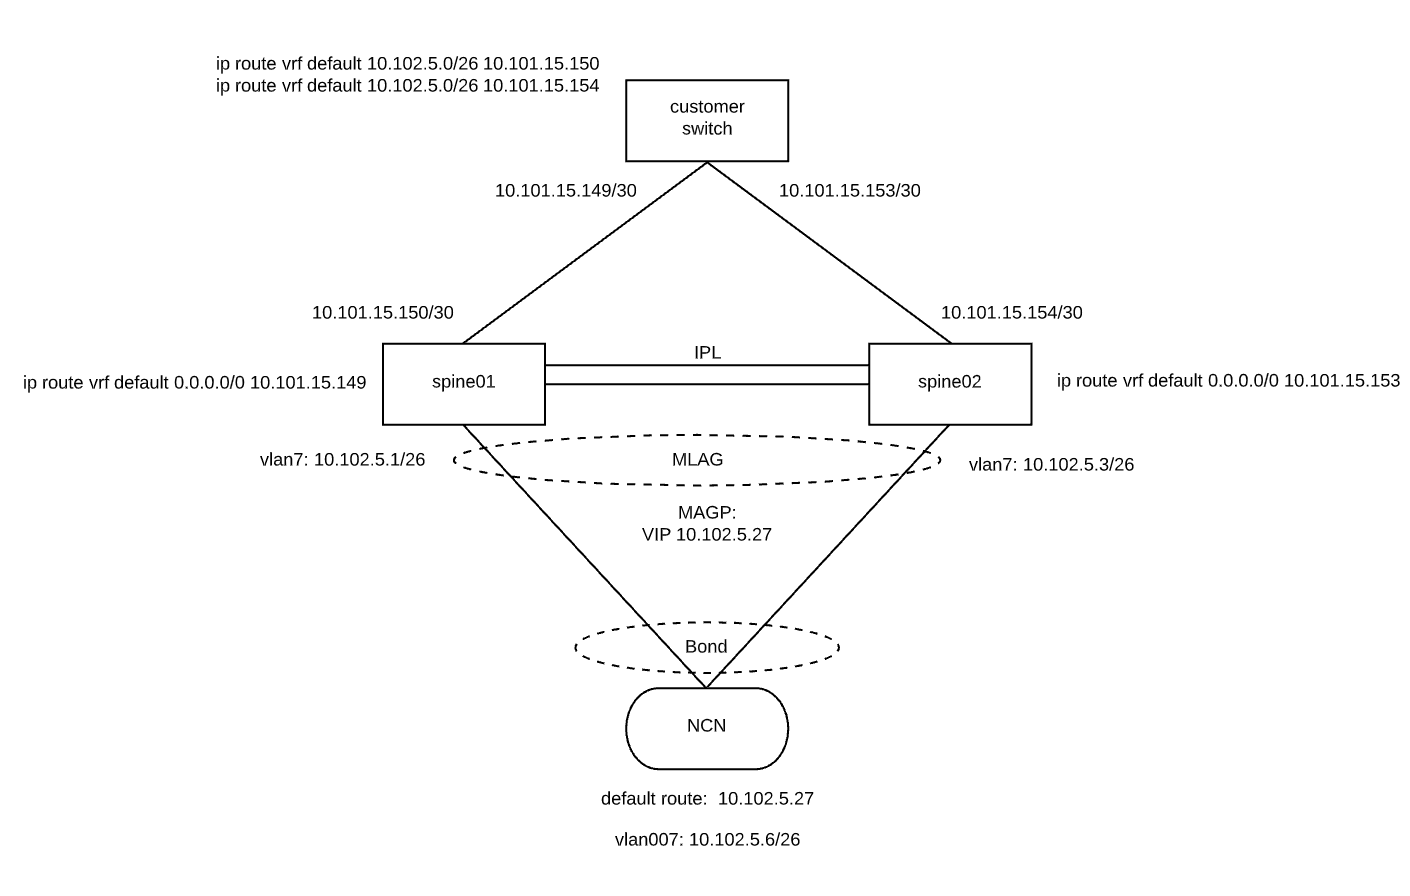 ip route vrf default 10.102.5.0/26 10.101.15.150
ip route vrf default 10.102.5.0/26 10.101.15.154
customer
switch
10.101.15.149/30
10.101.15.153/30
10.101.15.150/30
10.101.15.154/30
IPL
ip route vrf default 0.0.0.0/0 10.101.15.149
spine01
spine02
ip route vrf default 0.0.0.0/0 10.101.15.153
vlan7: 10.102.5.1/26
MLAG
vlan7: 10.102.5.3/26
MAGP:
VIP 10.102.5.27
Bond
NCN
default route:  10.102.5.27
vlan007: 10.102.5.6/26